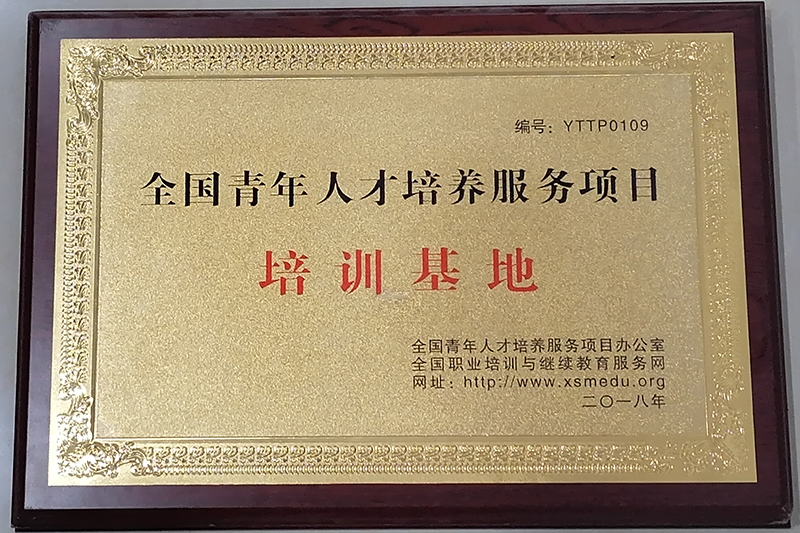 编号：YTTP0109
全国青年人才培养服务项目
培训基地
全国青年人才培养服务项目办公室
全国职业培训与继续教育服务网
网址：http://www.xsmedu.org
二〇一八年